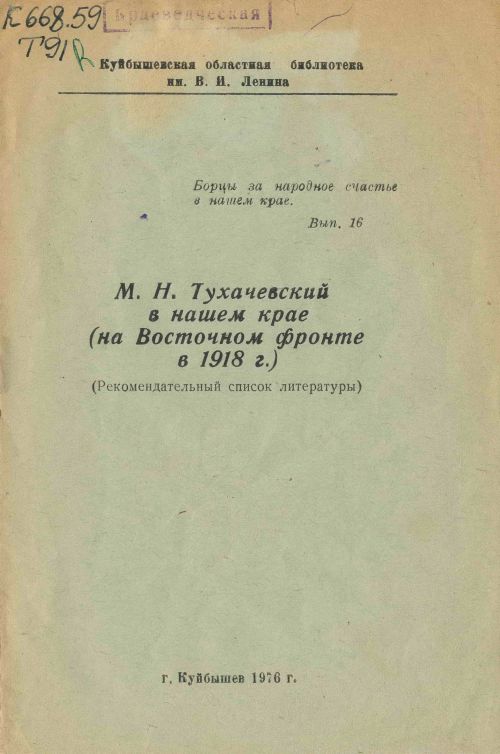 К668.59
Т91
Краеведческая
Куйбышевская областная библиотека
им. В. И. Ленина
Борцы за народное счастье
в нашем крае.
Вып. 16
М. Н. Тухачевский
в нашем крае
(на Восточном фронте
в 1918 г.)
(Рекомендательный список литературы)
г. Куйбышев 1976 г.